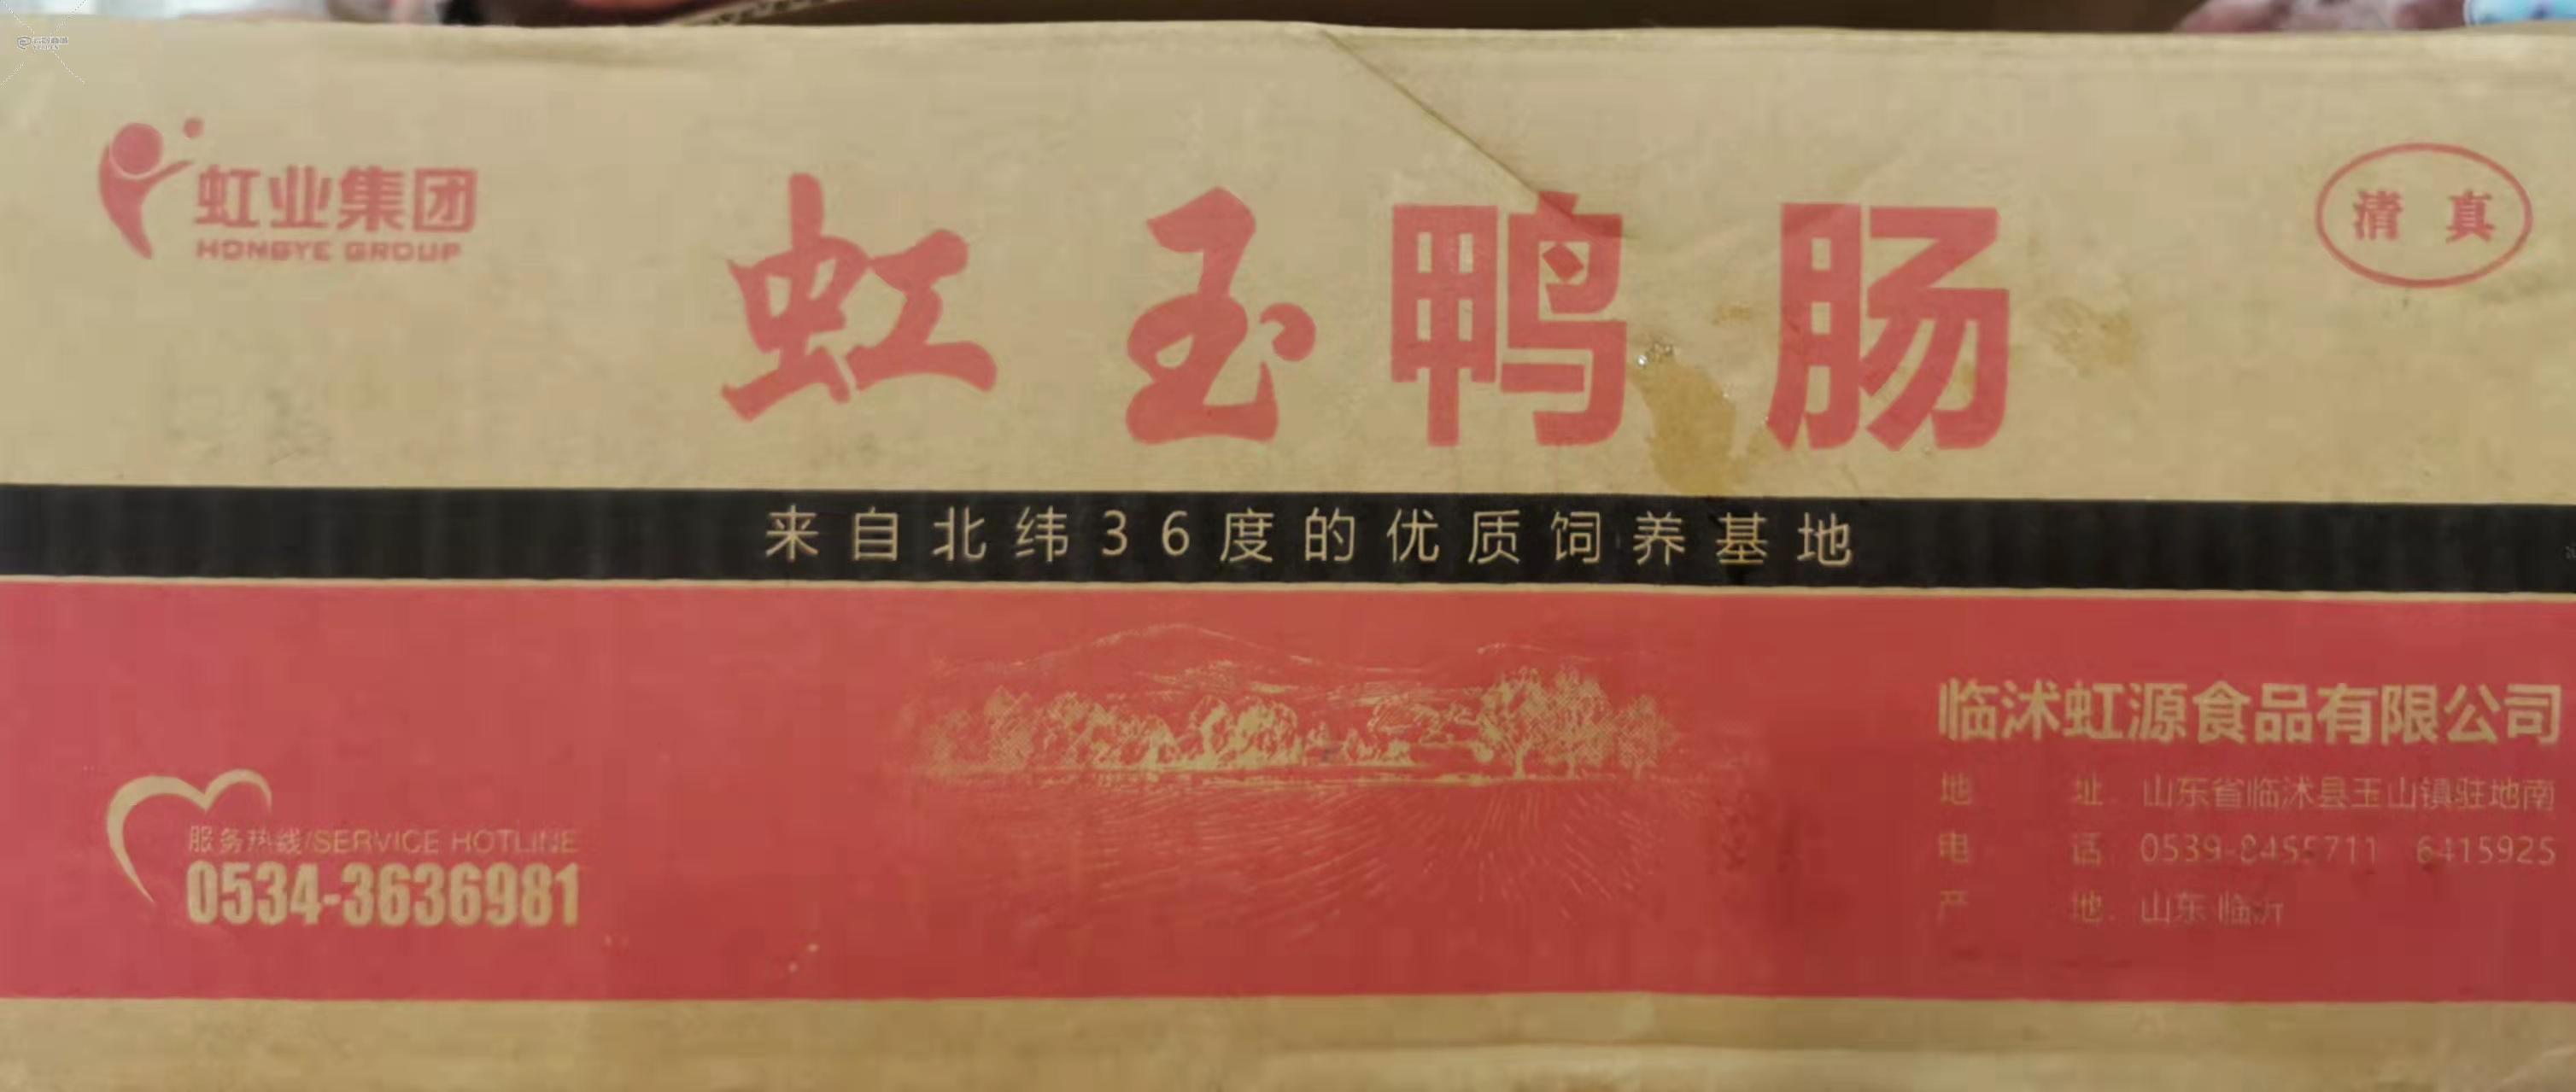 虹业集团
HONGYE GROUP
虹玉鸭肠
清真
来自北纬36度的优质饲养基地
服务热线/SERVICE HOTLINE
0534-3636981
临沭虹源食品有限公司
地址：山东省临沭县玉山镇驻地南
电话：0539-8455711 6415925
产地：山东 临沂